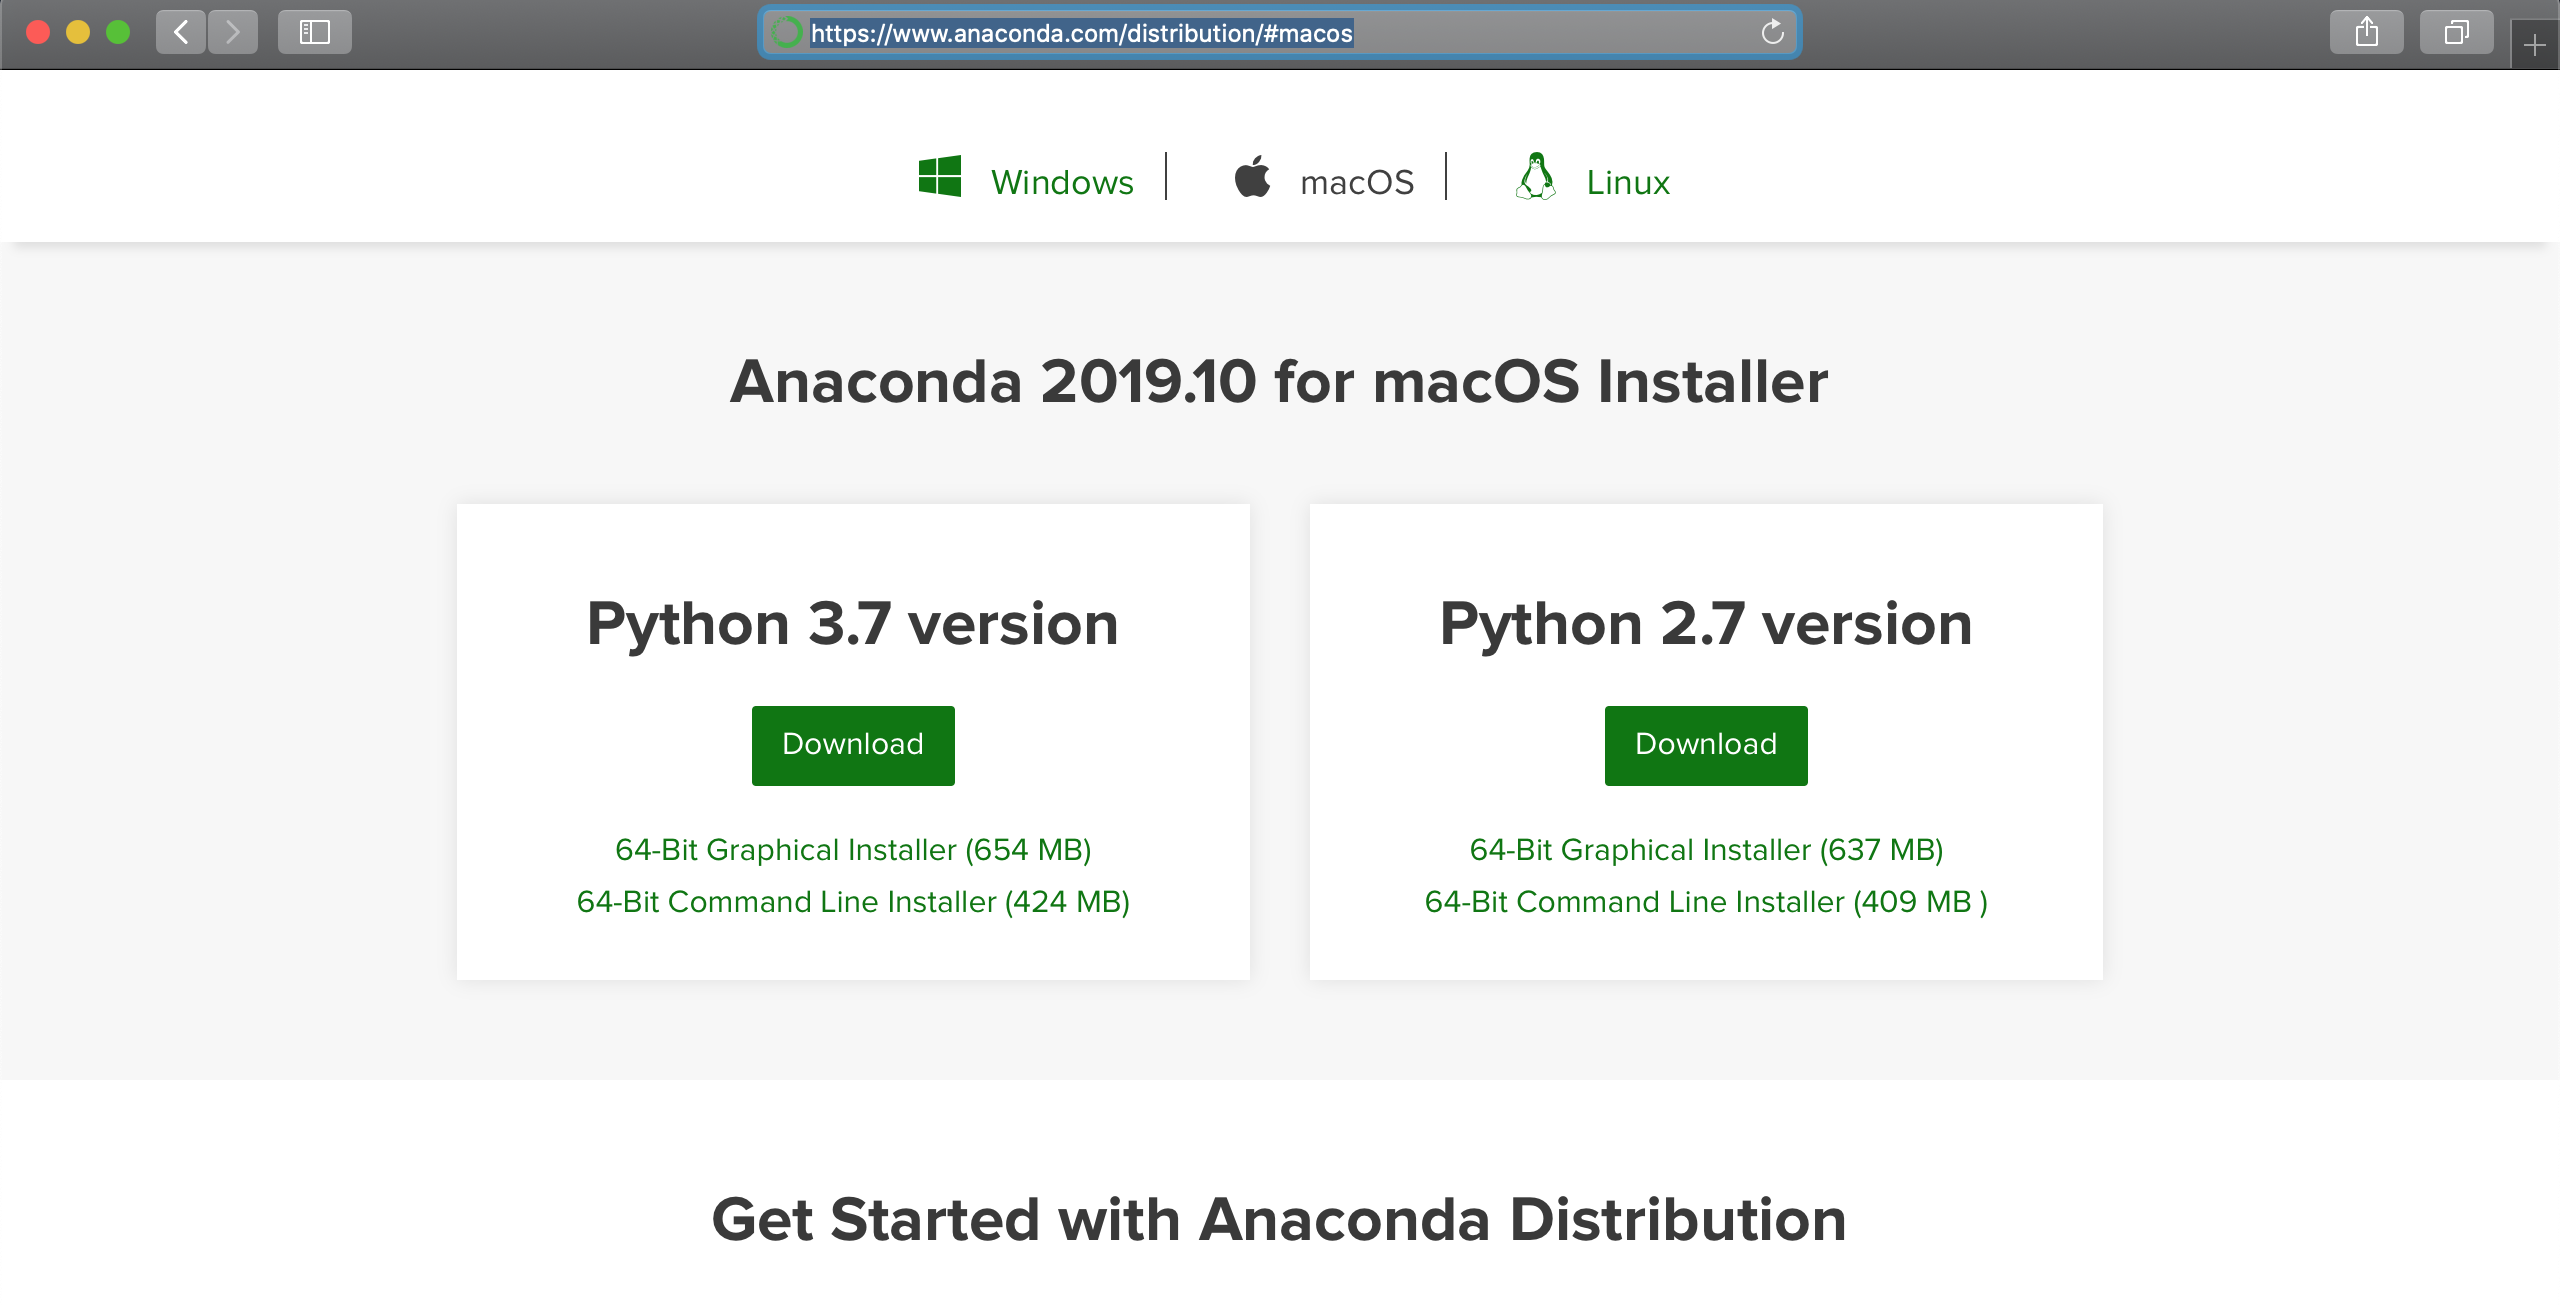 https://www.anaconda.com/distribution/#macos
Windows
macOS
Linux
Anaconda 2019.10 for macOS Installer
Python 3.7 version
Download
64-Bit Graphical Installer (654 MB)
64-Bit Command Line Installer (424 MB)
Python 2.7 version
Download
64-Bit Graphical Installer (637 MB)
64-Bit Command Line Installer (409 MB )
Get Started with Anaconda Distribution